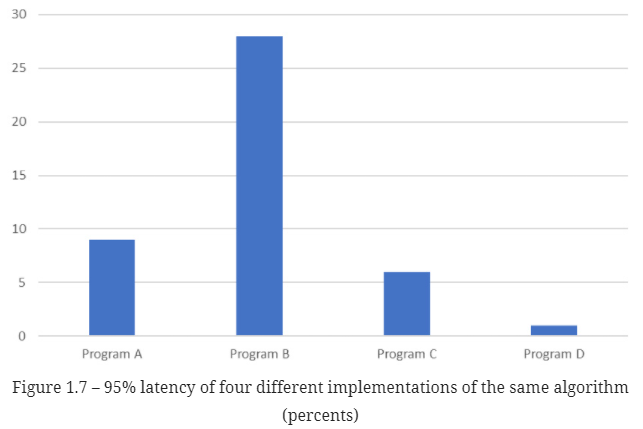 30
25
20
15
10
5
0
Program A Program B Program C Program D
Figure 1.7 – 95% latency of four different implementations of the same algorithm
(percents)